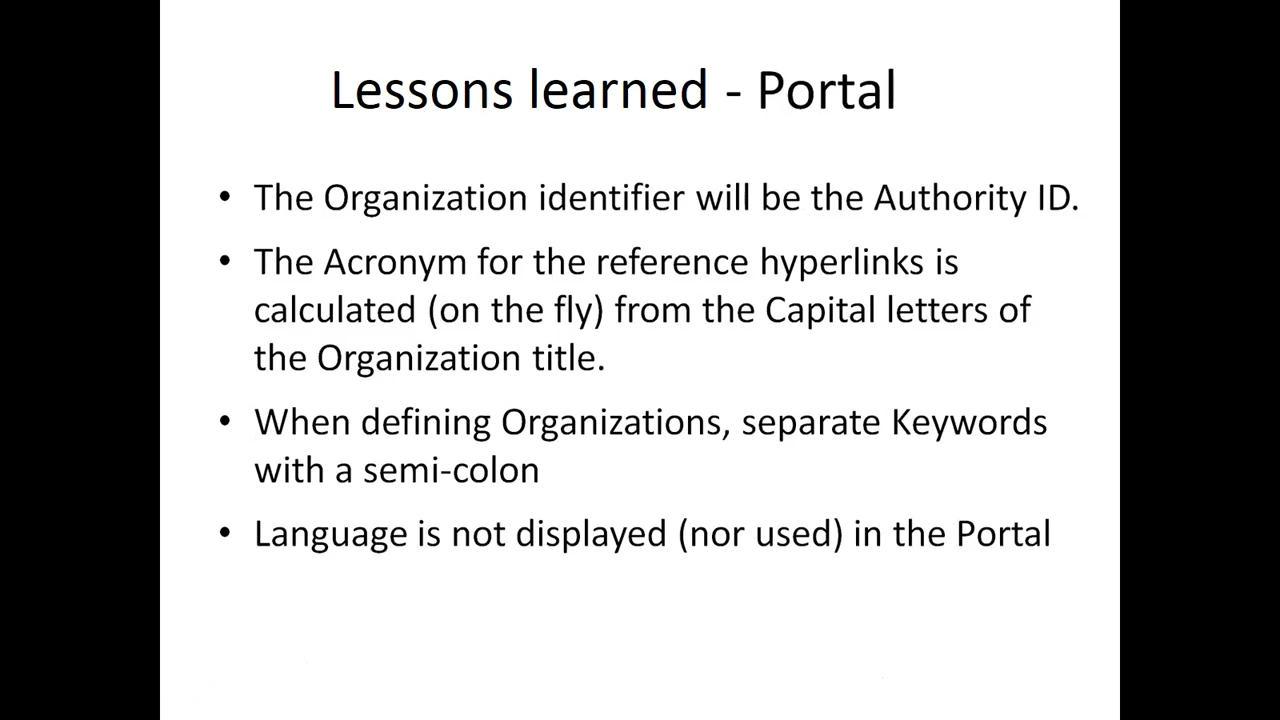 Lessons learned - Portal
• The Organization identifier will be the Authority ID.
• The Acronym for the reference hyperlinks is
calculated (on the fly) from the Capital letters of
the Organization title.
• When defining Organizations, separate Keywords
with a semi-colon
• Language is not displayed (nor used) in the Portal